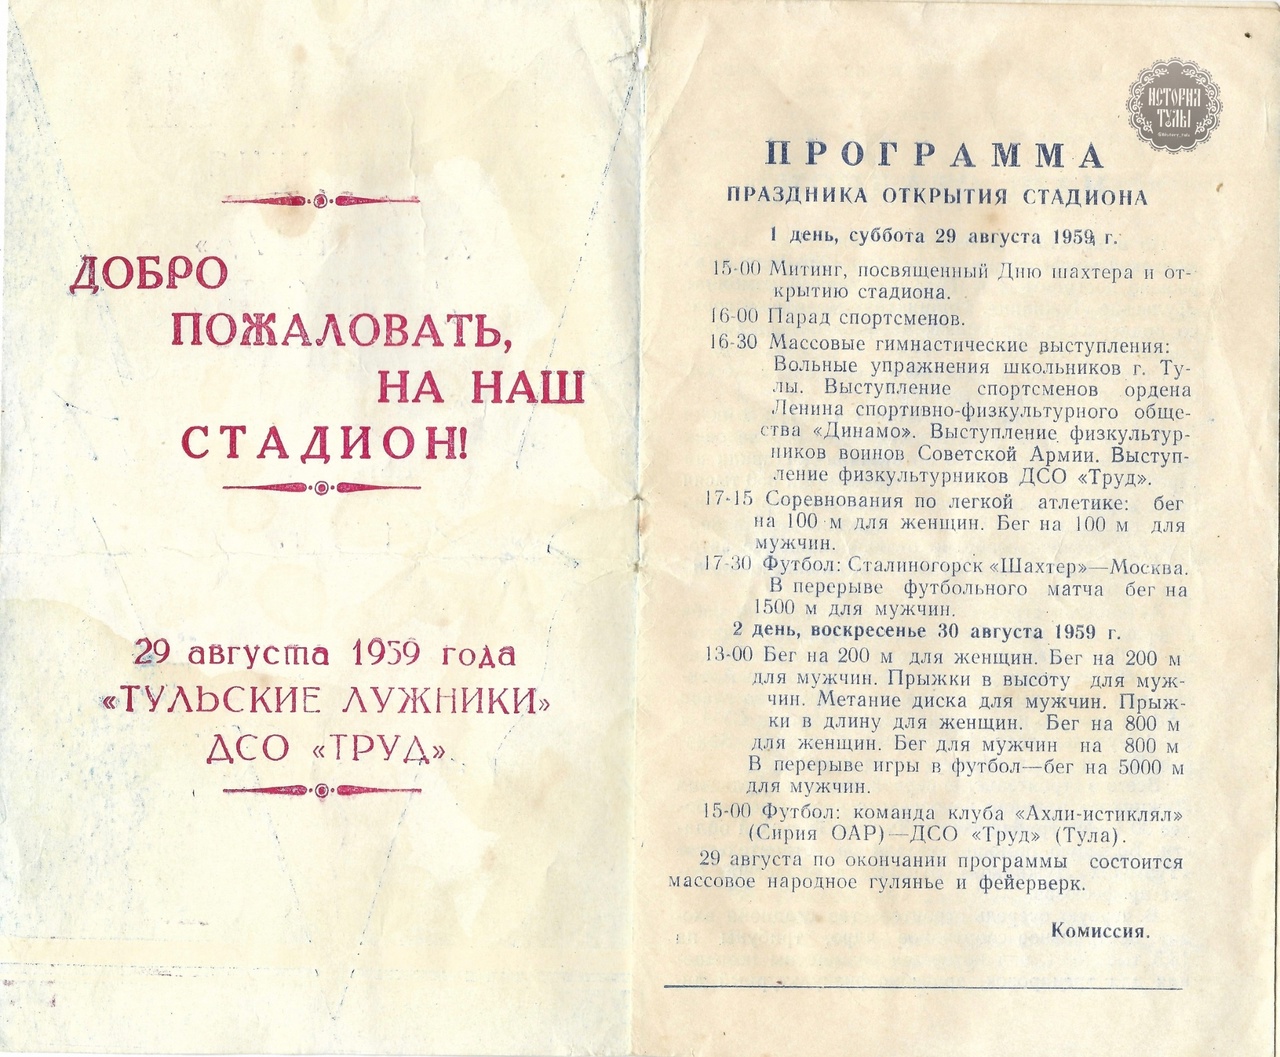 ДОБРО
ПОЖАЛОВАТЬ,
НА НАШ
СТАДИОН!
29 августа 1959 года
«ТУЛЬСКИЕ ЛУЖНИКИ»
ДСО «ТРУД».
ИСТОРИЯ
ТУЛЫ
ПРОГРАММА
ПРАЗДНИКА ОТКРЫТИЯ СТАДИОНА
1 день, суббота 29 августа 1959 г.
15-00 Митинг, посвященный Дню шахтера и от-
крытию стадиона.
16-00 Парад спортсменов.
16-30 Массовые гимнастические выступления:
Вольные упражнения школьников г. Ту-
лы. Выступление спортсменов ордена
Ленина спортивно-физкультурного обще-
ства «Динамо». Выступление физкультур-
ников воинов Советской Армии. Выступ-
ление физкультурников ДСО «Труд».
17-15 Соревнования по легкой атлетике: бег
на 100 м для женщин. Бег на 100 м для
мужчин.
17-30 Футбол: Сталиногорск «Шахтер»—Москва.
В перерыве футбольного матча бег на
1500 м для мужчин.
2 день, воскресенье 30 августа 1959 г.
13-00 Бег на 200 м для женщин. Бег на 200 м
для мужчин. Прыжки в высоту для муж-
чин. Метание диска для мужчин. Прыж-
ки в длину для женщин. Бег на 800 м
для женщин. Бег для мужчин на 800 м
В перерыве игры в футбол—бег на 5000 м
для мужчин.
15-00 Футбол: команда клуба «Ахли-истиклял»
(Сирия ОАР)—ДСО «Труд» (Тула).
29 августа по окончании программы состоится
массовое народное гулянье и фейерверк.
Комиссия.